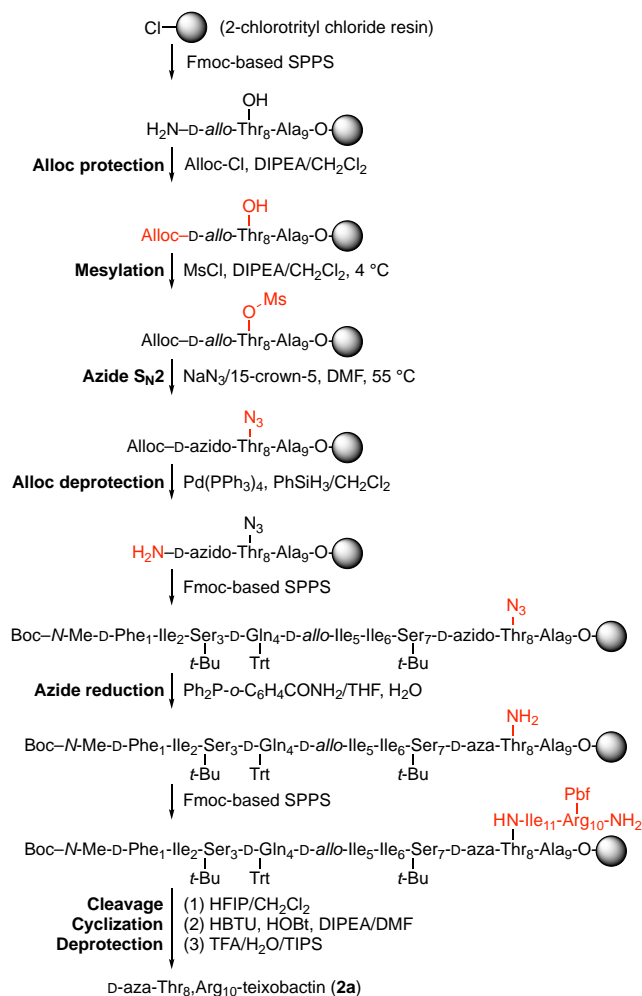 Cl (2-chlorotrityl chloride resin)
Fmoc-based SPPS
OH
H₂N–D-allo-Thr₈-Ala₉-O
Alloc protection Alloc-Cl, DIPEA/CH₂Cl₂
OH
Alloc–D-allo-Thr₈-Ala₉-O
Mesylation MsCl, DIPEA/CH₂Cl₂, 4 °C
Ms
O
Alloc–D-allo-Thr₈-Ala₉-O
Azide S_N2 NaN₃/15-crown-5, DMF, 55 °C
N₃
Alloc–D-azido-Thr₈-Ala₉-O
Alloc deprotection Pd(PPh₃)₄, PhSiH₃/CH₂Cl₂
N₃
H₂N–D-azido-Thr₈-Ala₉-O
Fmoc-based SPPS
N₃
Boc–N-Me-D-Phe₁-Ile₂-Ser₃-D-Gln₄-D-allo-Ile₅-Ile₆-Ser₇-D-azido-Thr₈-Ala₉-O
t-Bu Trt t-Bu
Azide reduction Ph₂P-o-C₆H₄CONH₂/THF, H₂O
NH₂
Boc–N-Me-D-Phe₁-Ile₂-Ser₃-D-Gln₄-D-allo-Ile₅-Ile₆-Ser₇-D-aza-Thr₈-Ala₉-O
t-Bu Trt t-Bu
Fmoc-based SPPS
Pbf
HN-Ile₁₁-Arg₁₀-NH₂
Boc–N-Me-D-Phe₁-Ile₂-Ser₃-D-Gln₄-D-allo-Ile₅-Ile₆-Ser₇-D-aza-Thr₈-Ala₉-O
t-Bu Trt t-Bu
Cleavage (1) HFIP/CH₂Cl₂
Cyclization (2) HBTU, HOBt, DIPEA/DMF
Deprotection (3) TFA/H₂O/TIPS
D-aza-Thr₈,Arg₁₀-teixobactin (2a)